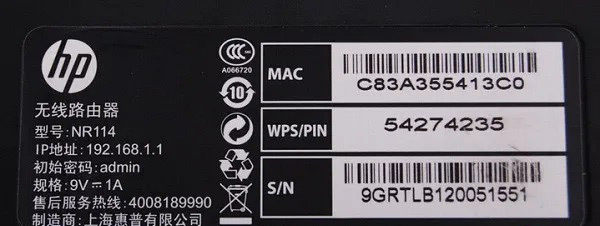 hp
无线路由器
型号:NR114
IP地址: 192.168.1.1
初始密码: admin
规格: 9V⎓1A
售后服务热线: 4008189990
制造商: 上海惠普有限公司
CCC
A066720
10
MAC
C83A355413C0
WPS/PIN
54274235
S/N
9GRTLB120051551